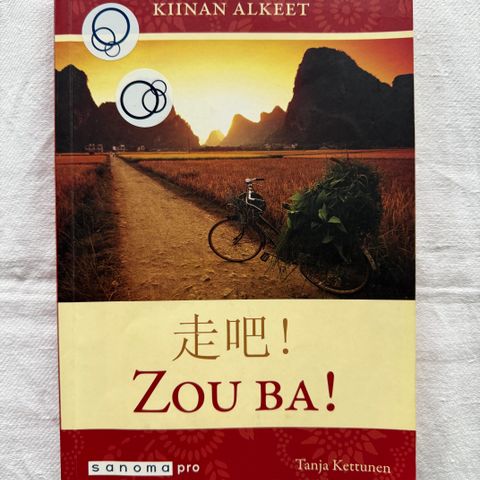 KIINAN ALKEET
走吧!
ZOU BA!
sanoma pro
Tanja Kettunen